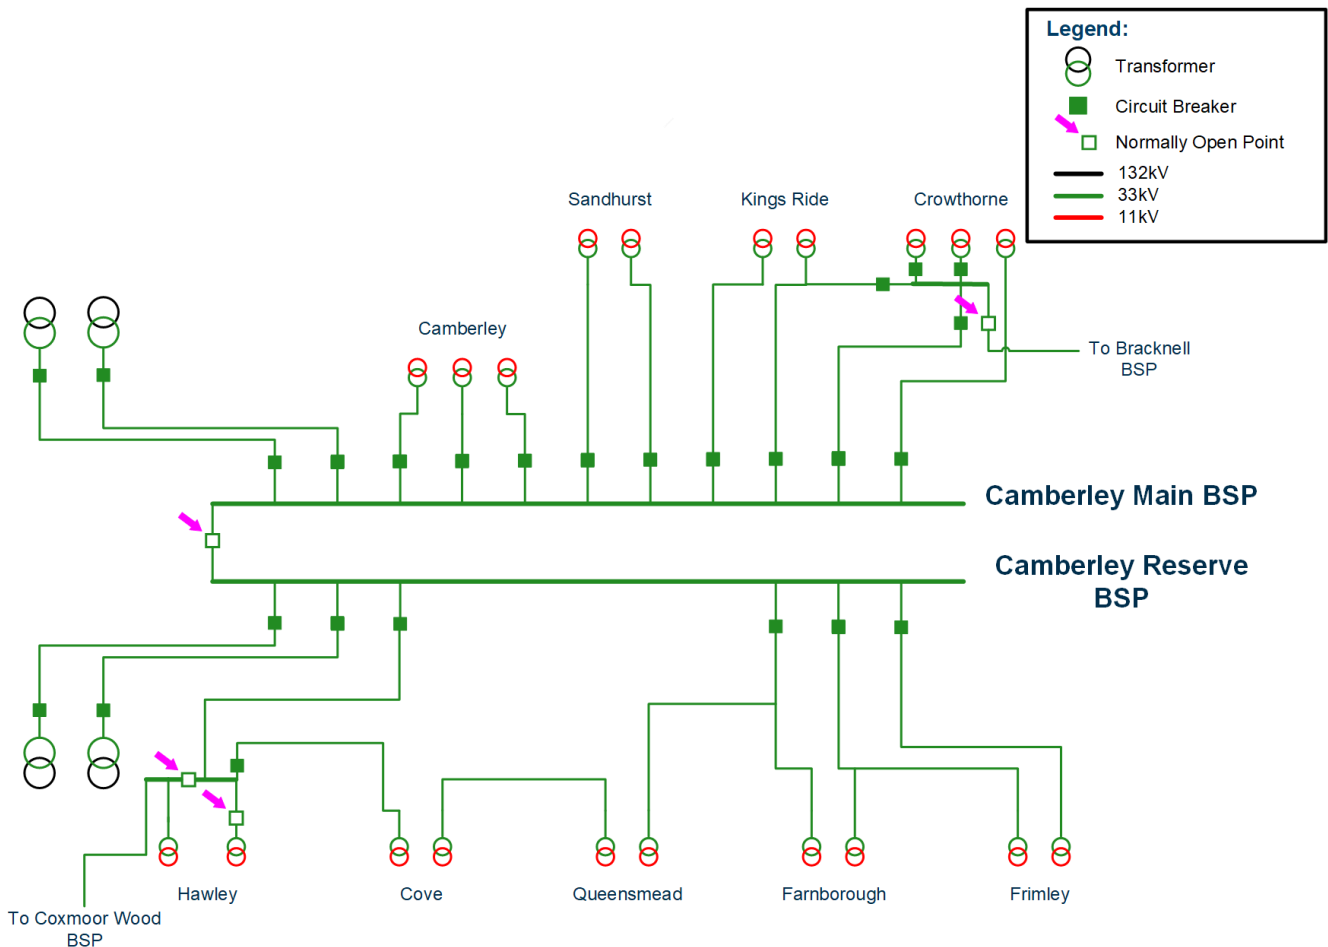 Legend:
Transformer
Circuit Breaker
Normally Open Point
132kV
33kV
11kV
Sandhurst
Kings Ride
Crowthorne
Camberley
To Bracknell
BSP
Camberley Main BSP
Camberley Reserve
BSP
Hawley
Cove
Queensmead
Farnborough
Frimley
To Coxmoor Wood
BSP